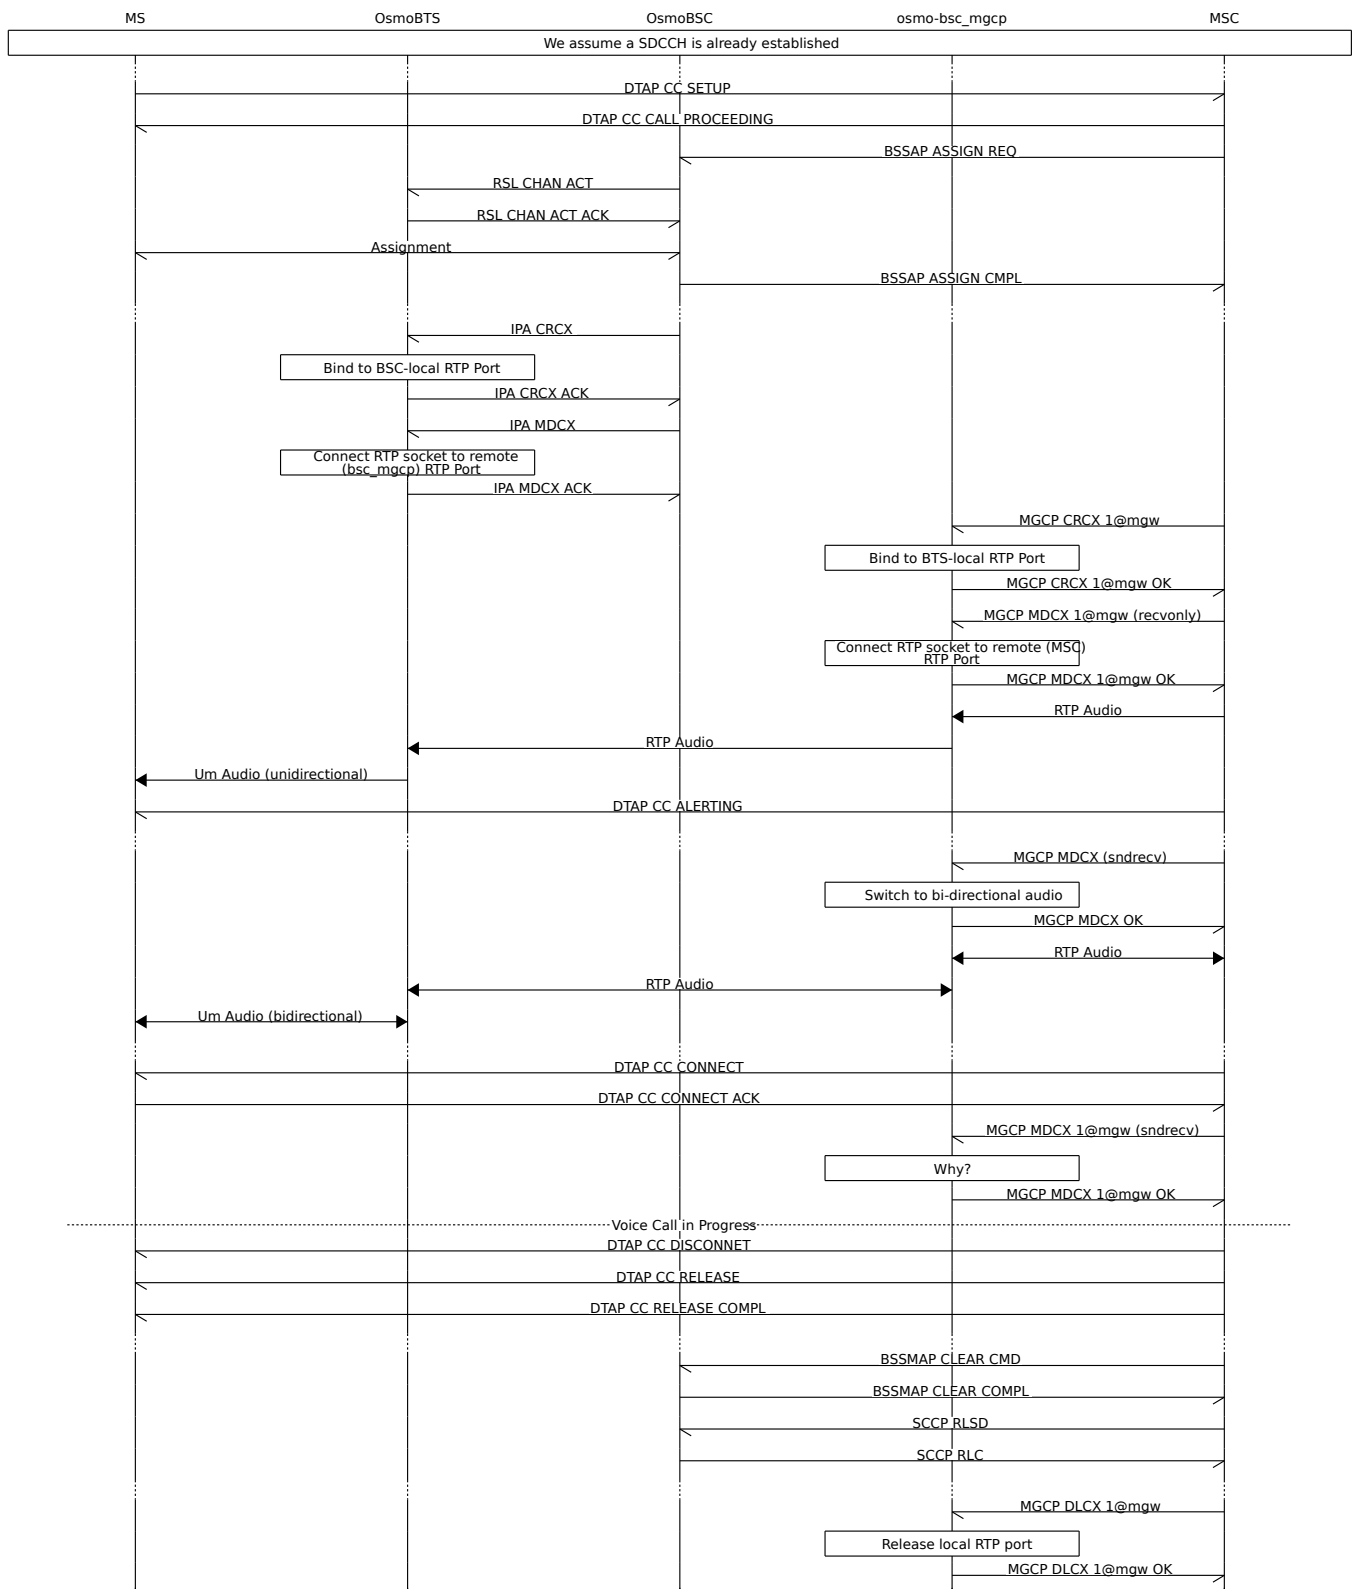 MS OsmoBTS OsmoBSC osmo-bsc_mgcp MSC
We assume a SDCCH is already established
DTAP CC SETUP
DTAP CC CALL PROCEEDING
BSSAP ASSIGN REQ
RSL CHAN ACT
RSL CHAN ACT ACK
Assignment
BSSAP ASSIGN CMPL
IPA CRCX
Bind to BSC-local RTP Port
IPA CRCX ACK
IPA MDCX
Connect RTP socket to remote
(bsc_mgcp) RTP Port
IPA MDCX ACK
MGCP CRCX 1@mgw
Bind to BTS-local RTP Port
MGCP CRCX 1@mgw OK
MGCP MDCX 1@mgw (recvonly)
Connect RTP socket to remote (MSC)
RTP Port
MGCP MDCX 1@mgw OK
RTP Audio
RTP Audio
Um Audio (unidirectional)
DTAP CC ALERTING
MGCP MDCX (sndrecv)
Switch to bi-directional audio
MGCP MDCX OK
RTP Audio
RTP Audio
Um Audio (bidirectional)
DTAP CC CONNECT
DTAP CC CONNECT ACK
MGCP MDCX 1@mgw (sndrecv)
Why?
MGCP MDCX 1@mgw OK
Voice Call in Progress
DTAP CC DISCONNET
DTAP CC RELEASE
DTAP CC RELEASE COMPL
BSSMAP CLEAR CMD
BSSMAP CLEAR COMPL
SCCP RLSD
SCCP RLC
MGCP DLCX 1@mgw
Release local RTP port
MGCP DLCX 1@mgw OK